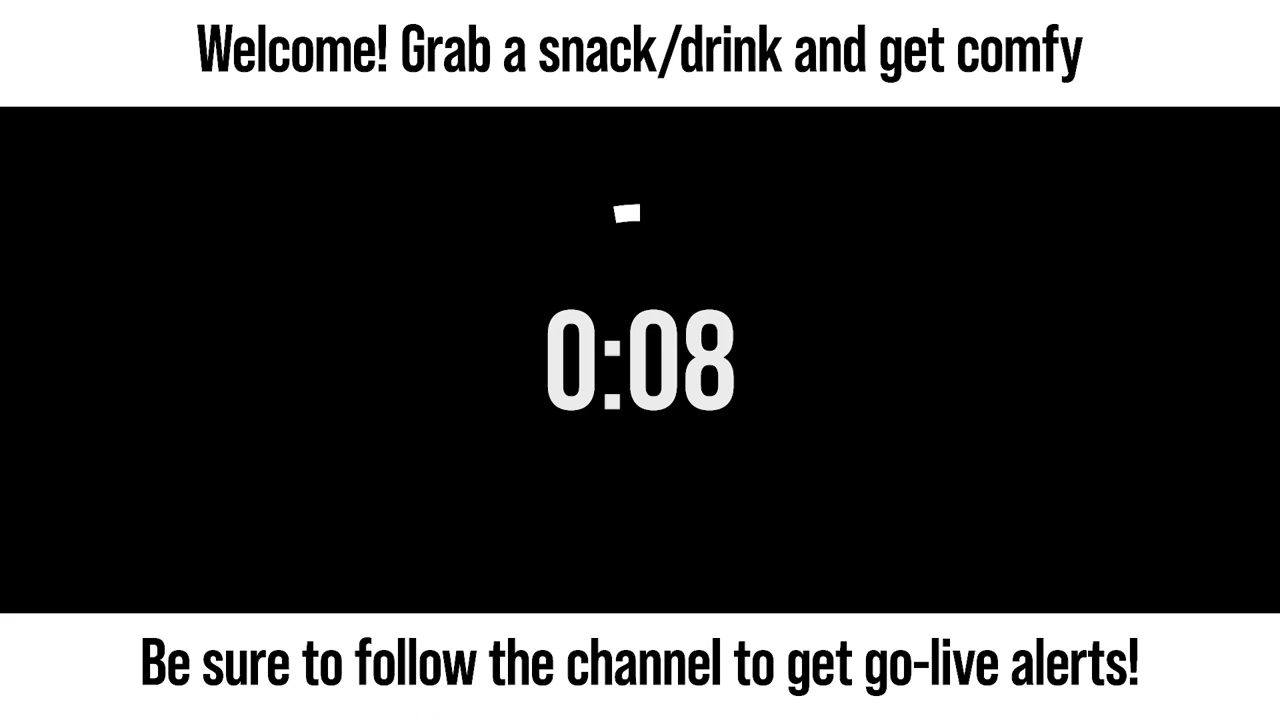 Welcome! Grab a snack/drink and get comfy
0:08
Be sure to follow the channel to get go-live alerts!